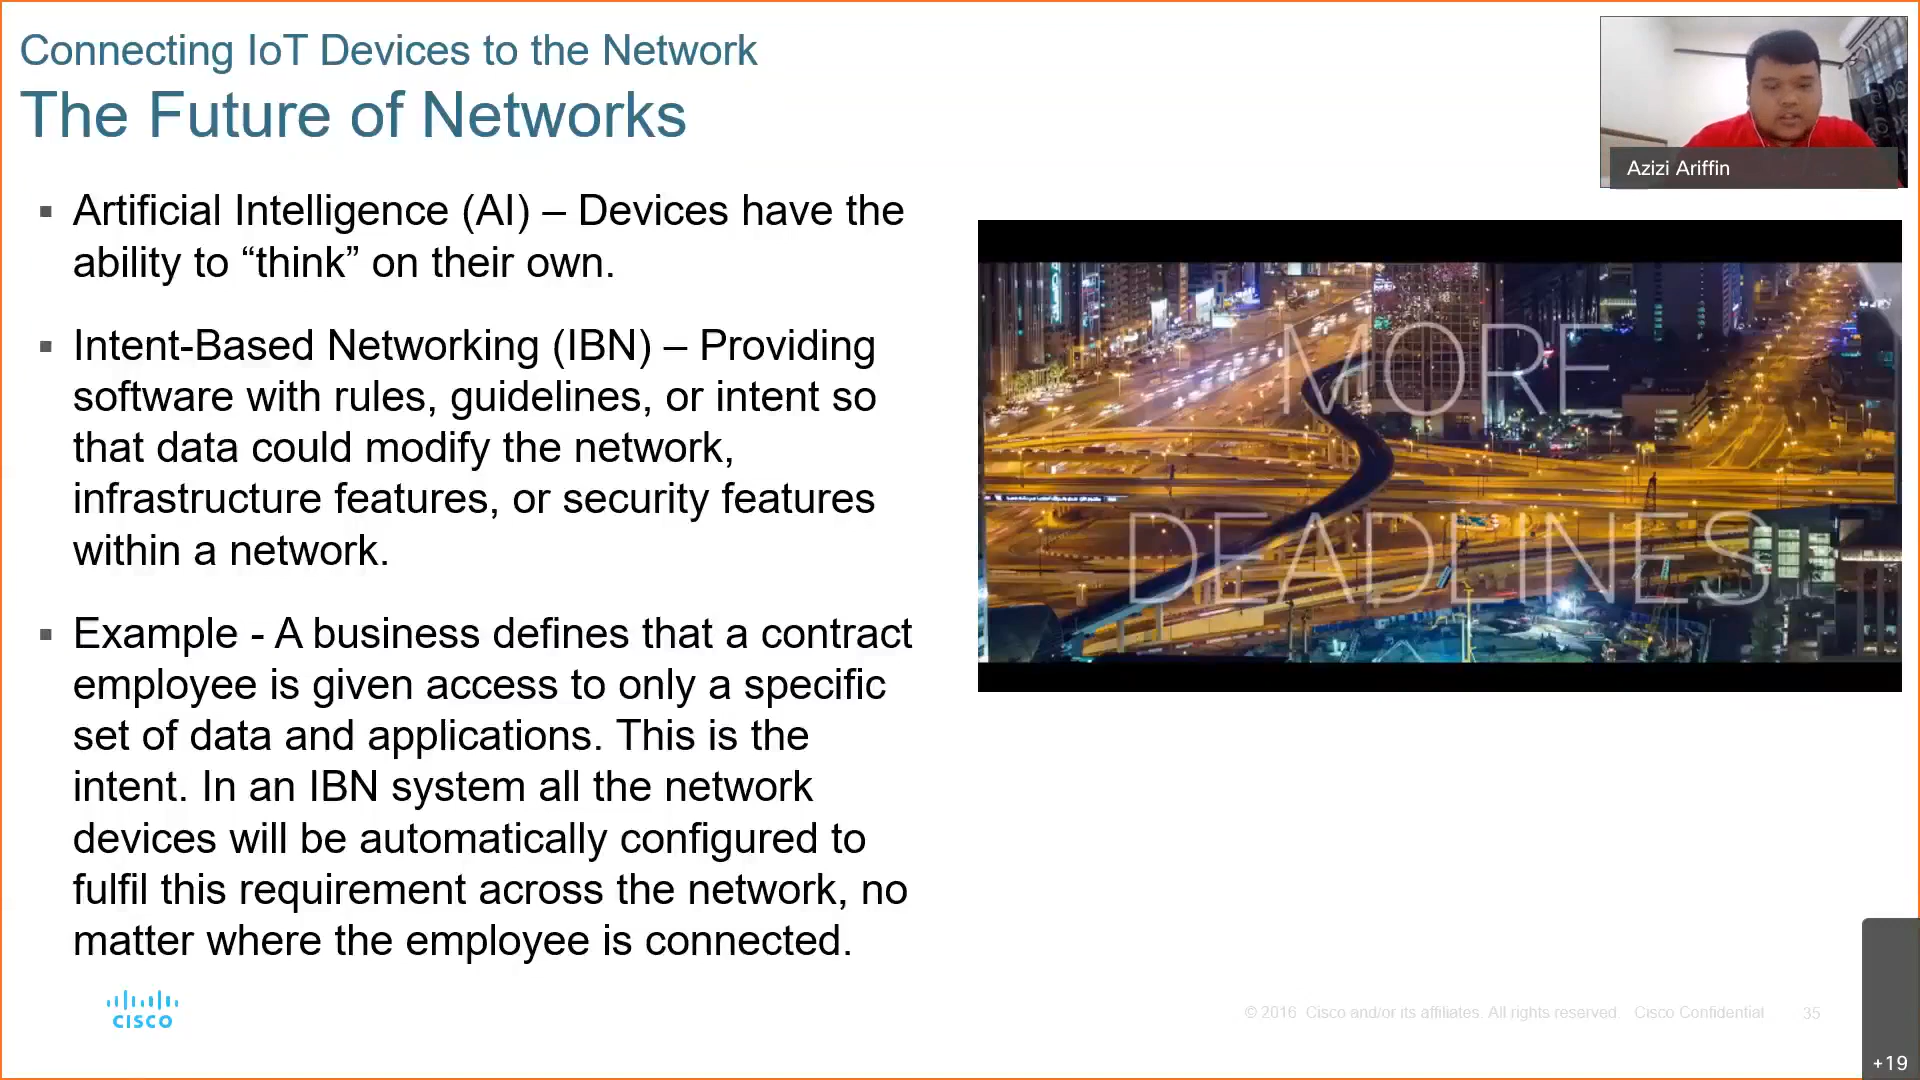 Connecting IoT Devices to the Network
The Future of Networks
Azizi Ariffin
▪ Artificial Intelligence (AI) – Devices have the
ability to “think” on their own.
▪ Intent-Based Networking (IBN) – Providing
software with rules, guidelines, or intent so
that data could modify the network,
infrastructure features, or security features
within a network.
▪ Example - A business defines that a contract
employee is given access to only a specific
set of data and applications. This is the
intent. In an IBN system all the network
devices will be automatically configured to
fulfil this requirement across the network, no
matter where the employee is connected.
MORE
DEADLINES
CISCO
© 2016 Cisco and/or its affiliates. All rights reserved. Cisco Confidential 35
+19